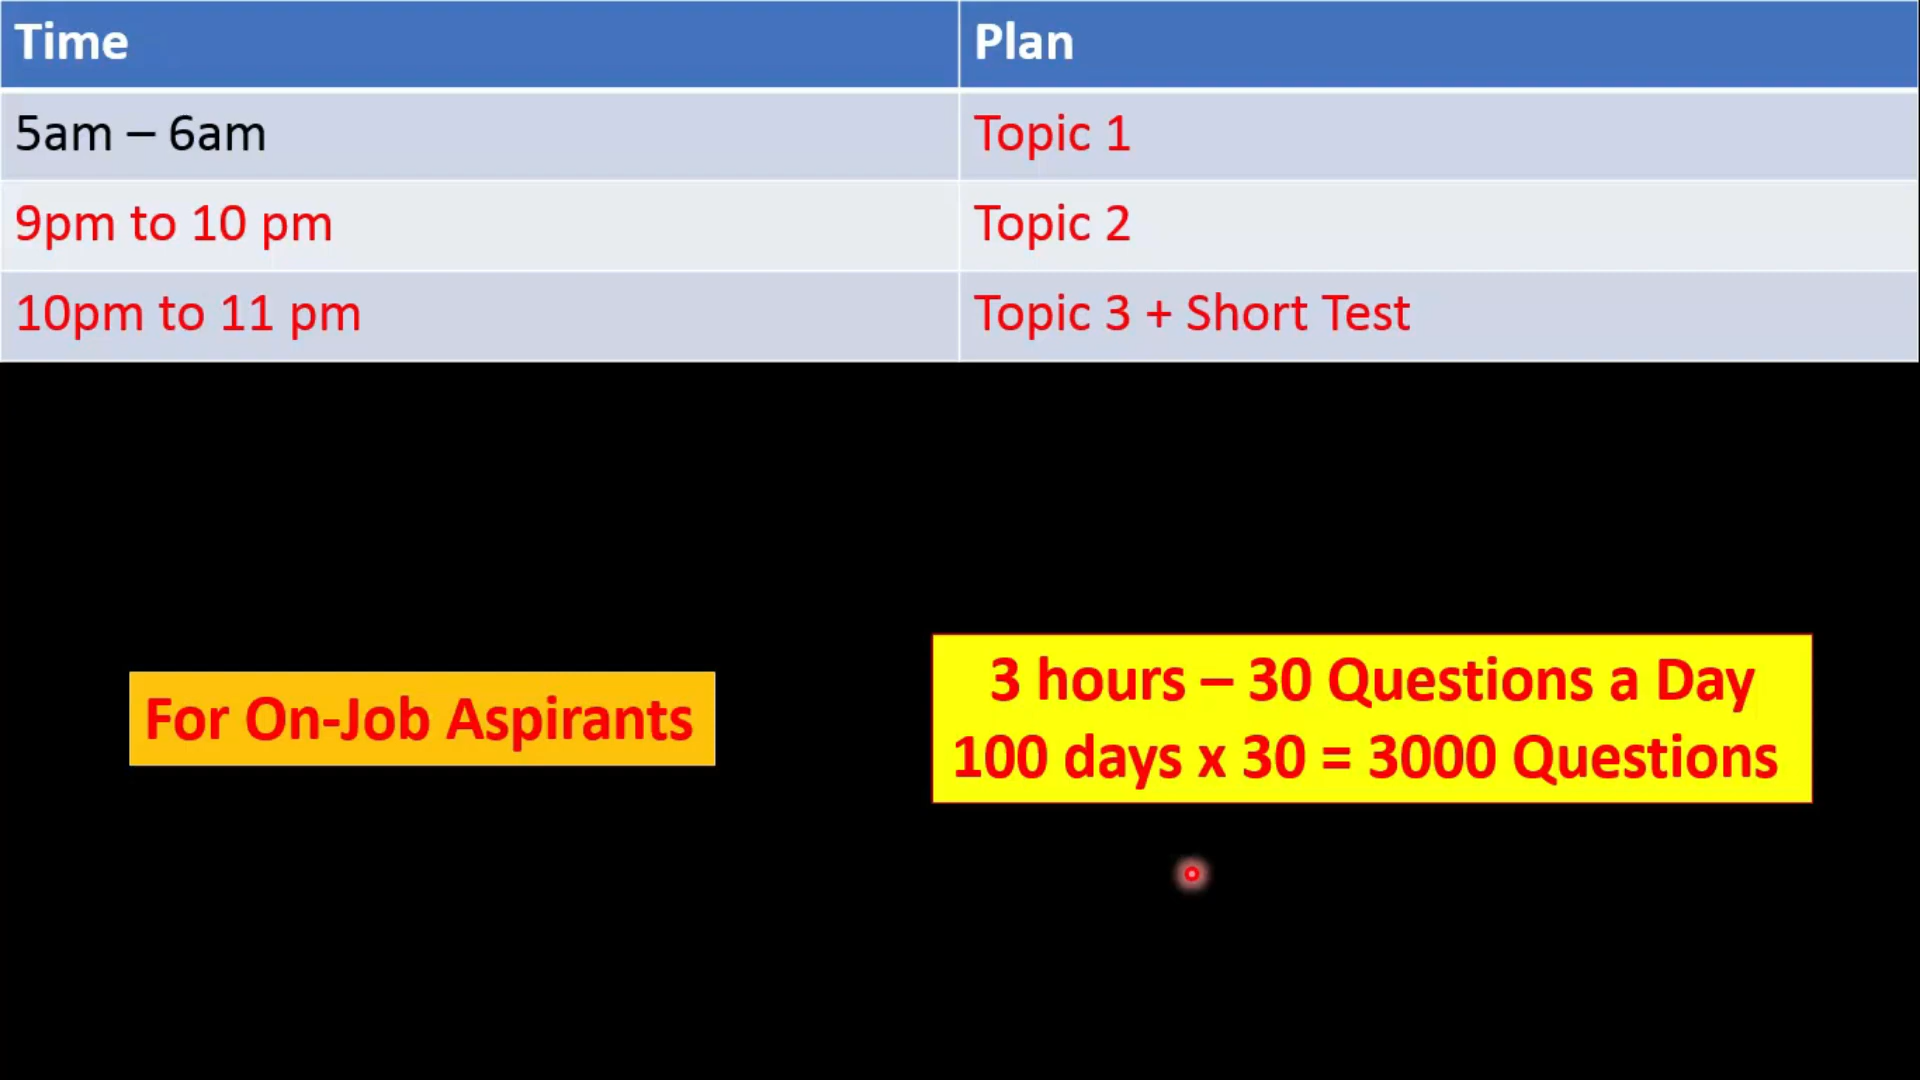 Time Plan
5am – 6am Topic 1
9pm to 10 pm Topic 2
10pm to 11 pm Topic 3 + Short Test
For On-Job Aspirants
3 hours – 30 Questions a Day
100 days x 30 = 3000 Questions